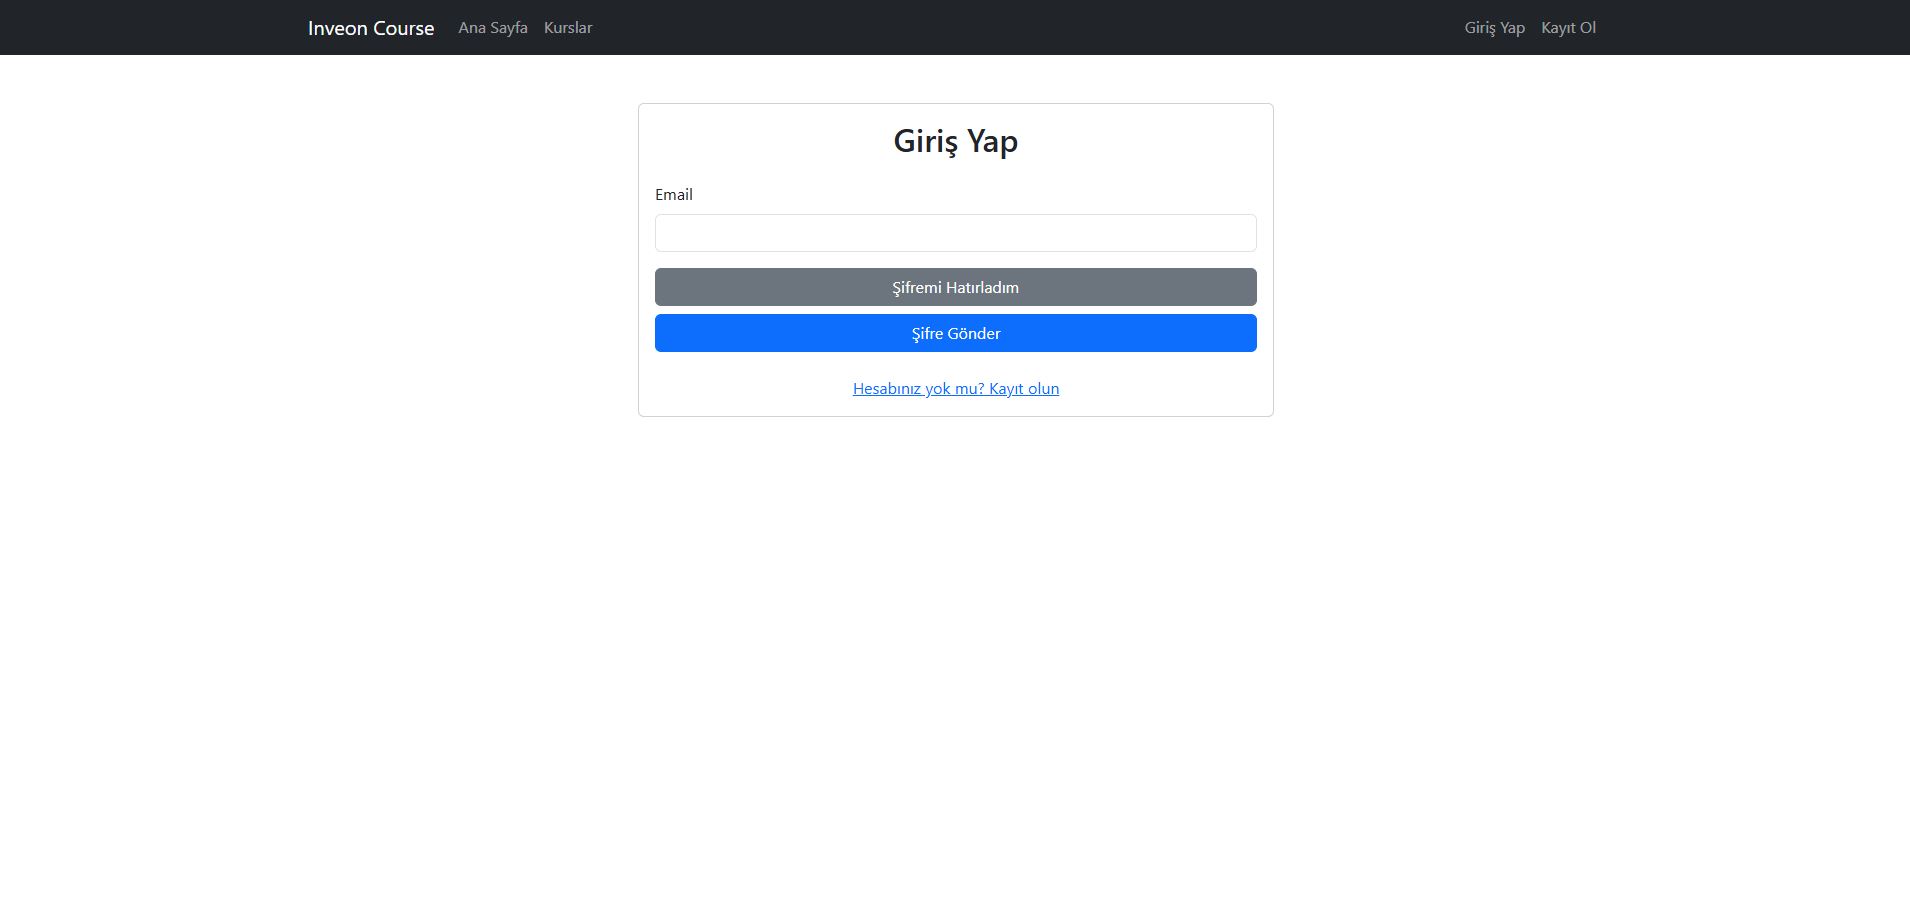 Inveon Course Ana Sayfa Kurslar Giriş Yap Kayıt Ol
Giriş Yap
Email
Şifremi Hatırladım
Şifre Gönder
Hesabınız yok mu? Kayıt olun